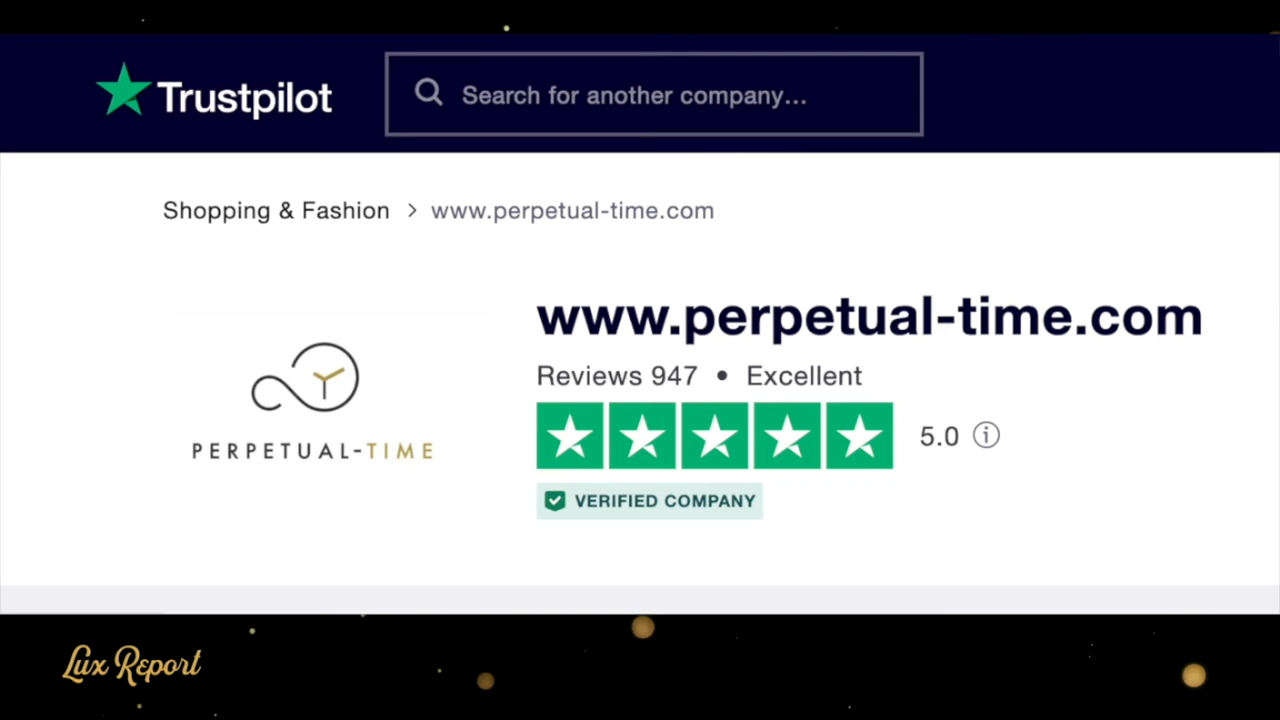 Trustpilot
Search for another company...
Shopping & Fashion > www.perpetual-time.com
www.perpetual-time.com
Reviews 947 • Excellent
5.0
PERPETUAL-TIME
VERIFIED COMPANY
Lux Report